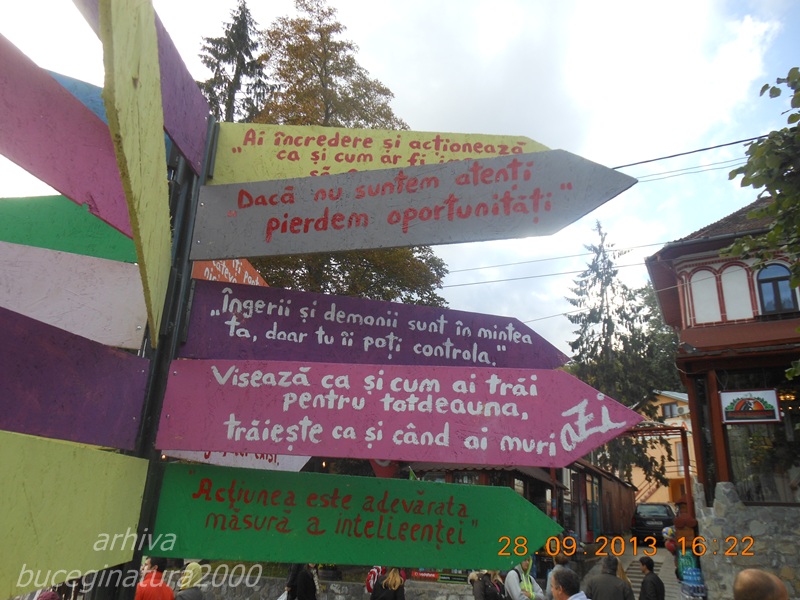 „Ai încredere și acționează
ca și cum ar fi
„Dacă nu suntem atenți
pierdem oportunități"
„Îngerii și demonii sunt în mintea
ta, doar tu îi poți controla."
Visează ca și cum ai trăi
pentru totdeauna,
trăiește ca și când ai muri
azi
"Acțiunea este adevărata
măsură a inteligenței"
arhiva
buceginatura2000
28.09.2013 16:22